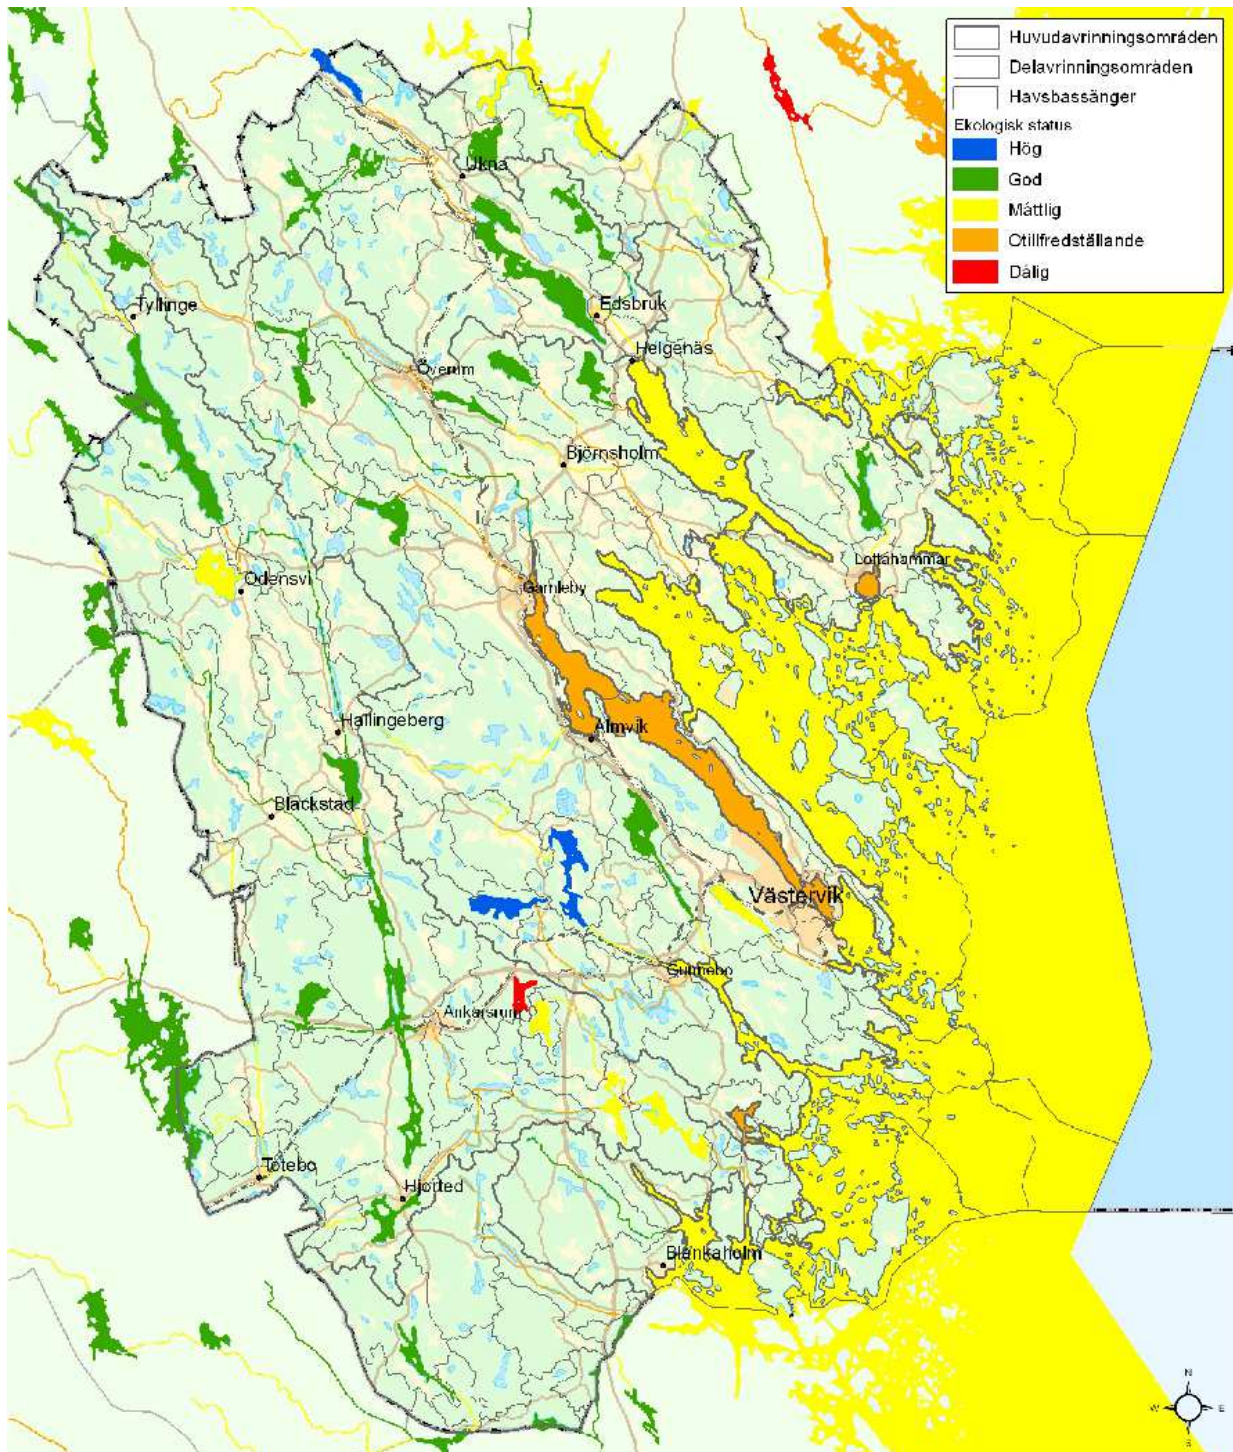 Huvudavrinningsområden
Delavrinningsområden
Havsbassänger
Ekologisk status
Hög
God
Måttlig
Otillfredställande
Dålig
Ukna
Tyllinge
Edsbruk
Helgenäs
Överum
Björnsholm
Loftahammar
Odensvi
Gamleby
Hallingeberg
Almvik
Blackstad
Västervik
Gunnebo
Ankarsrum
Totebo
Hjorted
Blankaholm
N
W
E
S